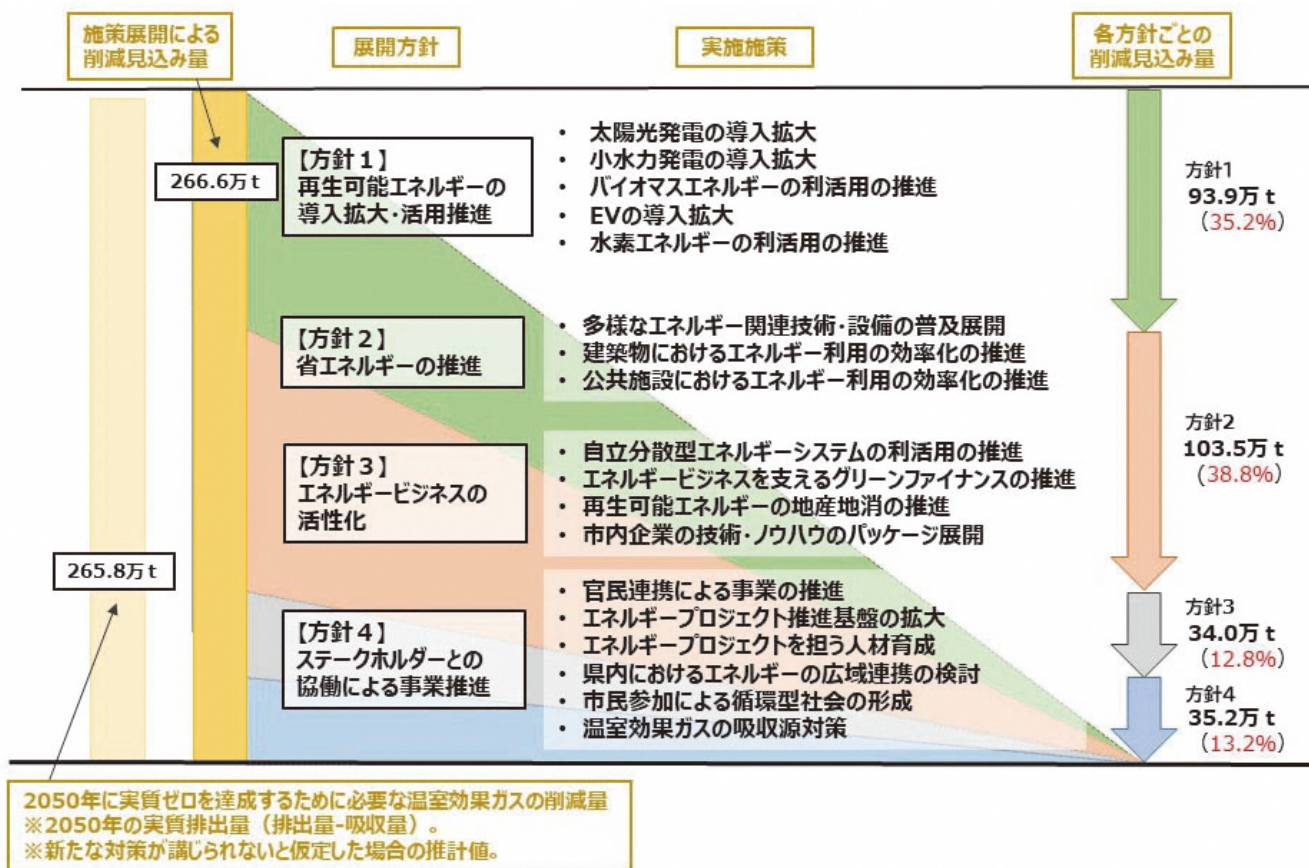 施策展開による
削減見込み量
展開方針
実施施策
各方針ごとの
削減見込み量
266.6万t
265.8万t
【方針1】
再生可能エネルギーの
導入拡大・活用推進
・ 太陽光発電の導入拡大
・ 小水力発電の導入拡大
・ バイオマスエネルギーの利活用の推進
・ EVの導入拡大
・ 水素エネルギーの利活用の推進
方針1
93.9万t
(35.2%)
【方針2】
省エネルギーの推進
・ 多様なエネルギー関連技術・設備の普及展開
・ 建築物におけるエネルギー利用の効率化の推進
・ 公共施設におけるエネルギー利用の効率化の推進
方針2
103.5万t
(38.8%)
【方針3】
エネルギービジネスの
活性化
・ 自立分散型エネルギーシステムの利活用の推進
・ エネルギービジネスを支えるグリーンファイナンスの推進
・ 再生可能エネルギーの地産地消の推進
・ 市内企業の技術・ノウハウのパッケージ展開
方針3
34.0万t
(12.8%)
【方針4】
ステークホルダーとの
協働による事業推進
・ 官民連携による事業の推進
・ エネルギープロジェクト推進基盤の拡大
・ エネルギープロジェクトを担う人材育成
・ 県内におけるエネルギーの広域連携の検討
・ 市民参加による循環型社会の形成
・ 温室効果ガスの吸収源対策
方針4
35.2万t
(13.2%)
2050年に実質ゼロを達成するために必要な温室効果ガスの削減量
※2050年の実質排出量（排出量-吸収量）。
※新たな対策が講じられないと仮定した場合の推計値。